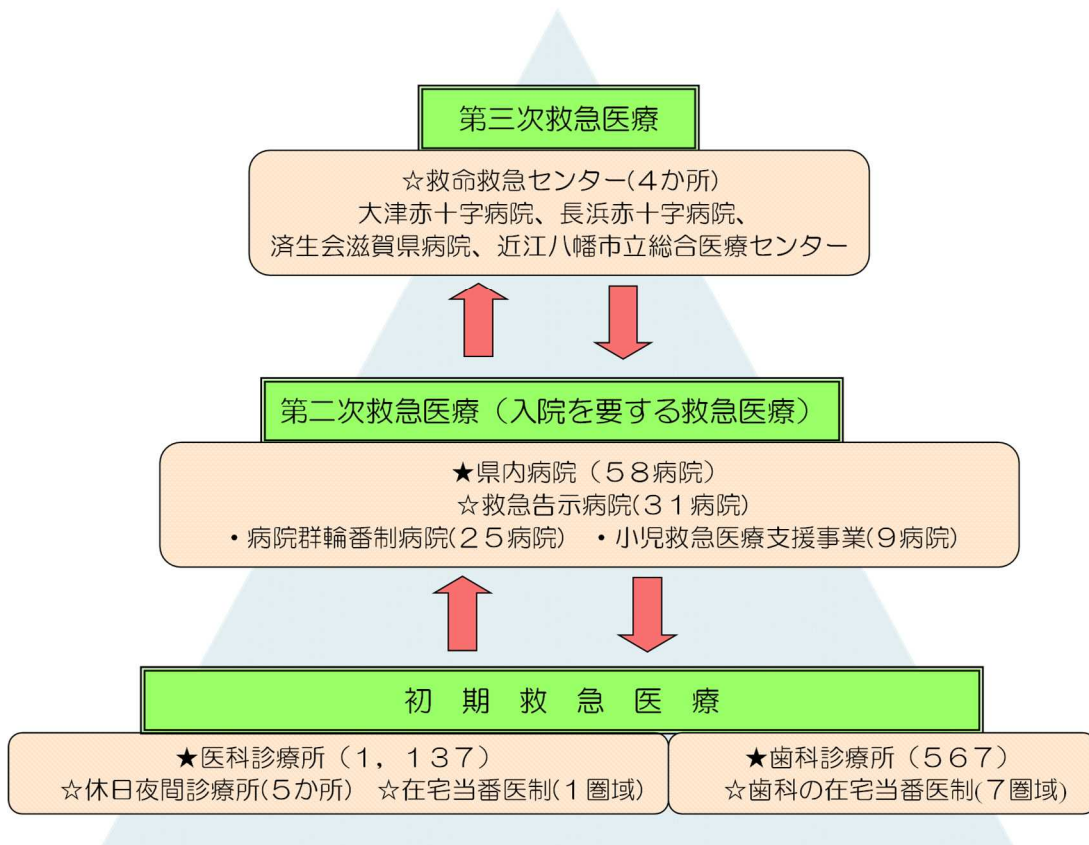 第三次救急医療
☆救命救急センター(４か所)
大津赤十字病院、長浜赤十字病院、
済生会滋賀県病院、近江八幡市立総合医療センター
第二次救急医療（入院を要する救急医療）
★県内病院（５８病院）
☆救急告示病院(３１病院)
・病院群輪番制病院(２５病院)　・小児救急医療支援事業(９病院)
初　期　救　急　医　療
★医科診療所（１，１３７）
☆休日夜間診療所(５か所)　☆在宅当番医制(１圏域)
★歯科診療所（５６７）
☆歯科の在宅当番医制(７圏域)